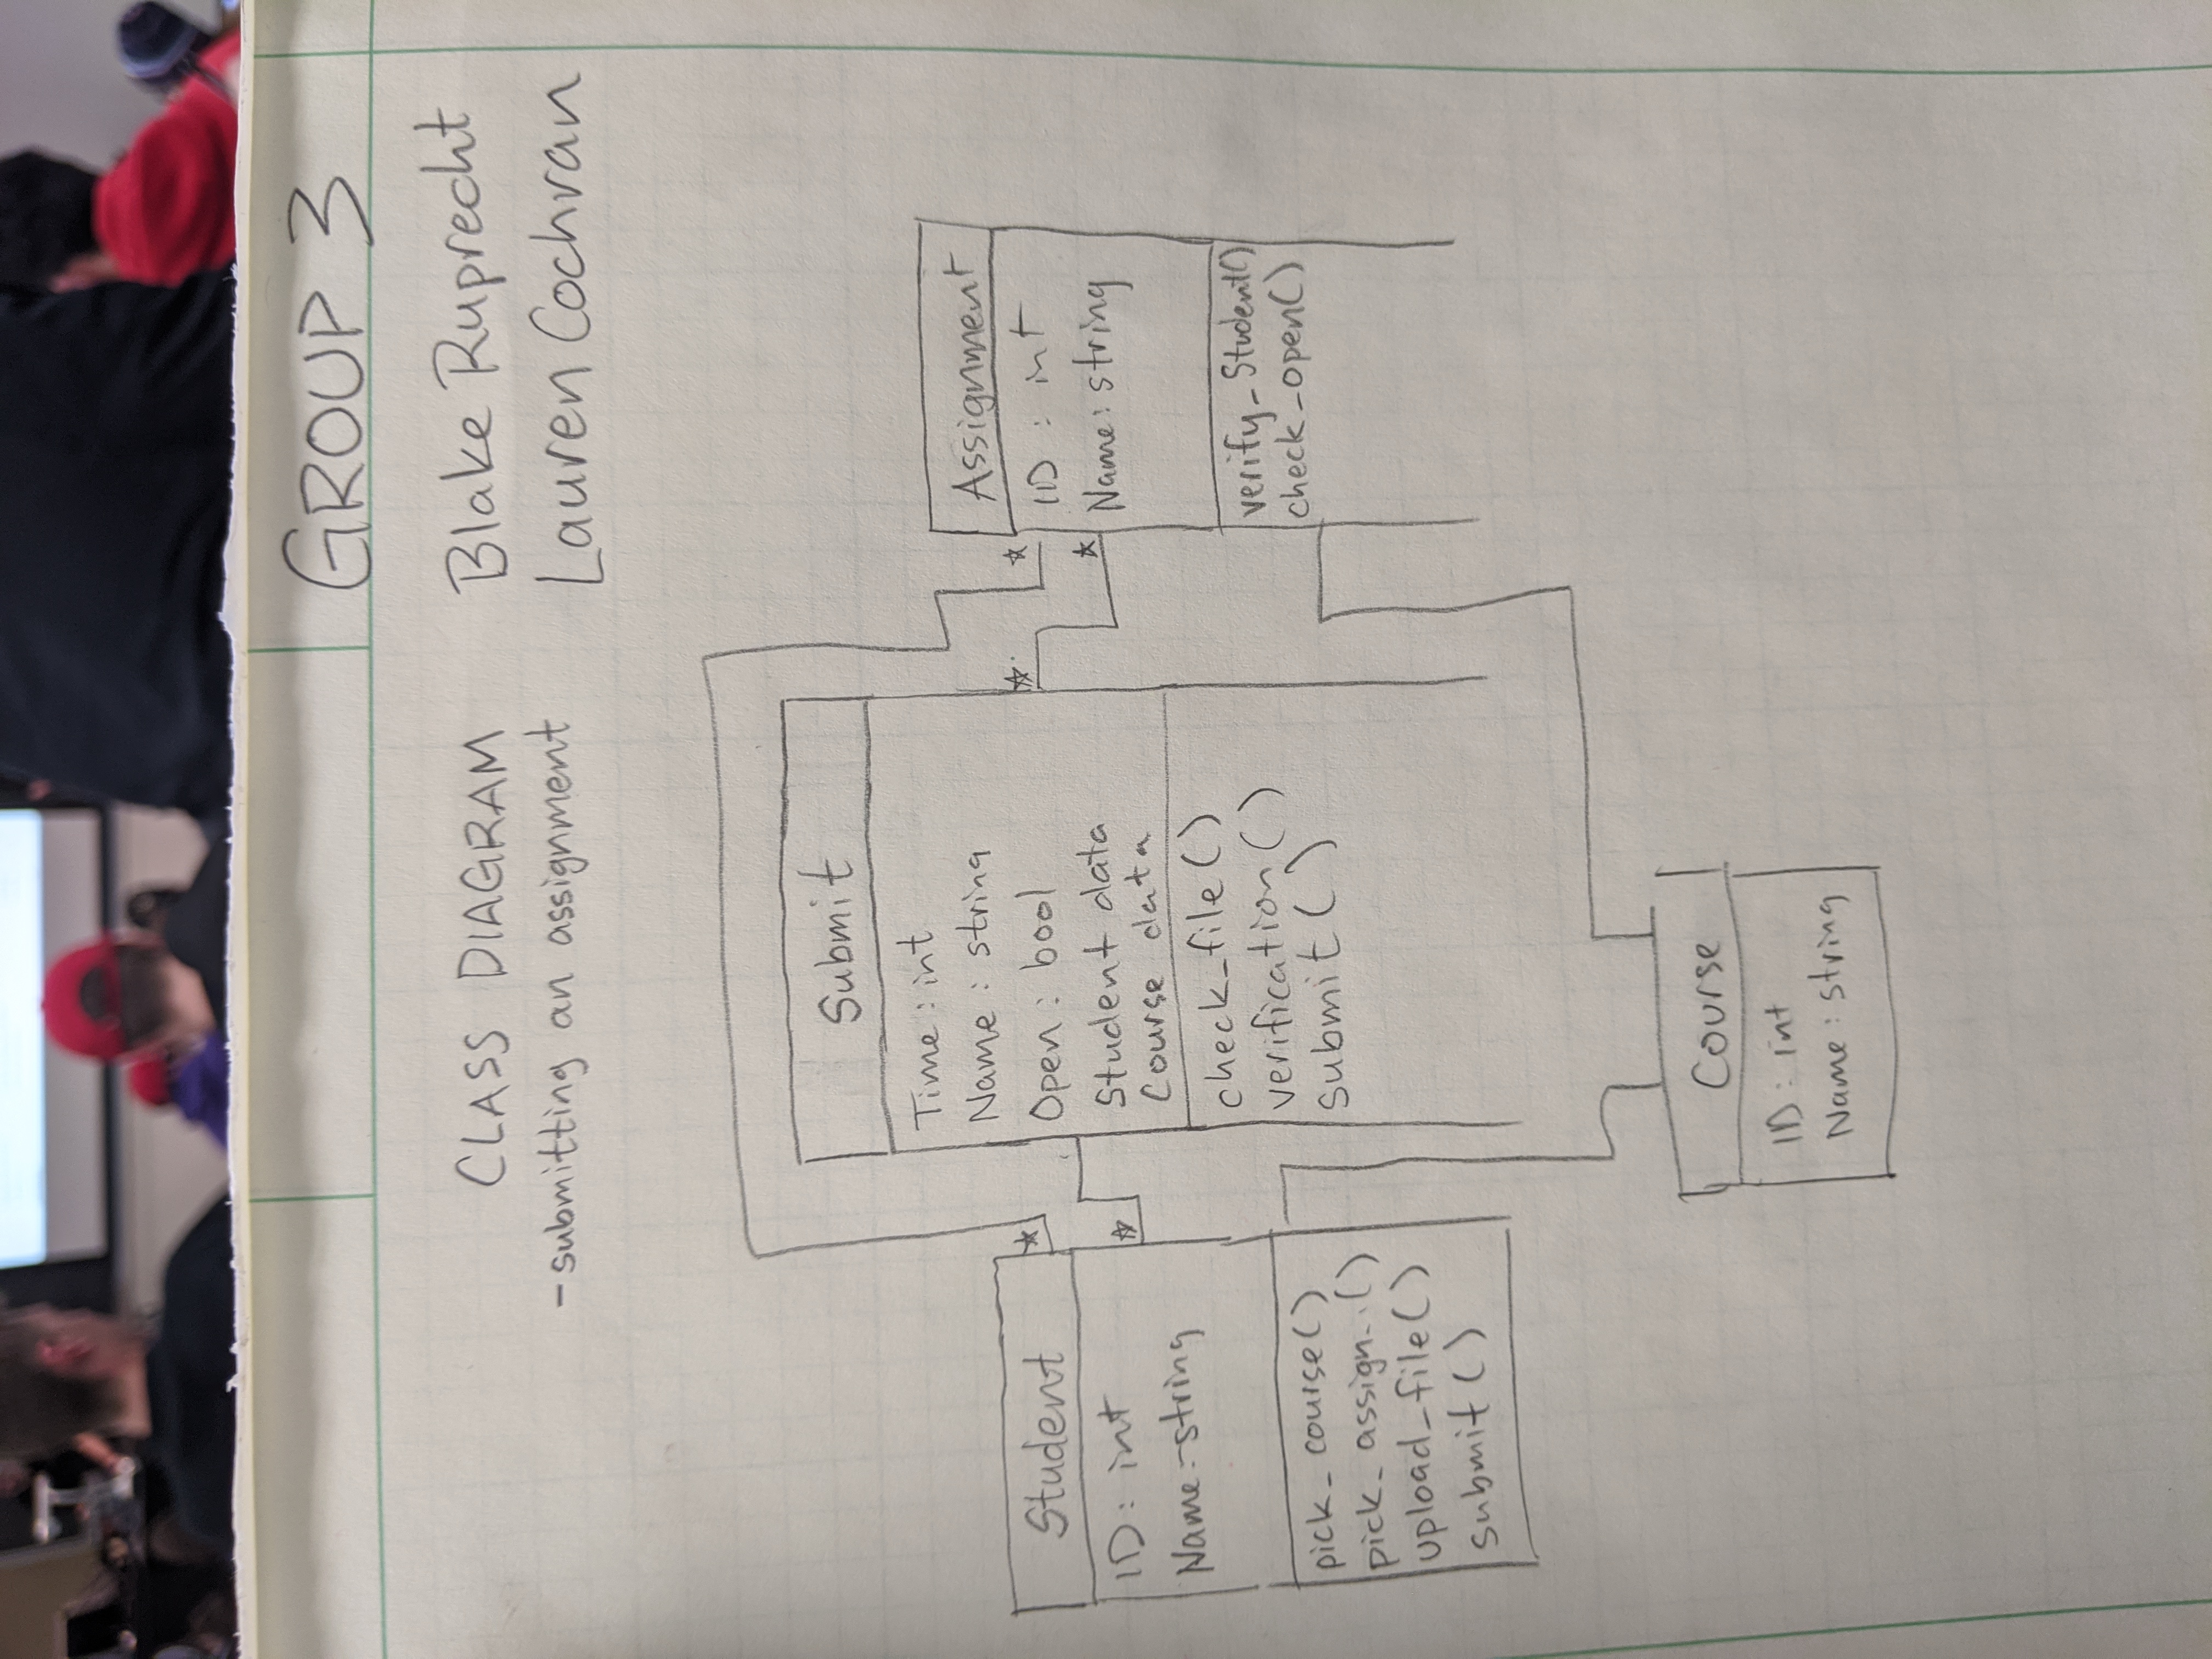 GROUP 3
CLASS DIAGRAM
-submitting an assignment
Blake Ruprecht
Lauren Cochran
Submit
Time: int
Name: string
Open: bool
Student data
Course data
check_file()
verification()
submit()
Student
ID: int
Name: string
pick_course()
pick_assign..()
upload_file()
submit()
Assignment
ID: int
Name: string
verify_Student()
check_open()
Course
ID: int
Name: string